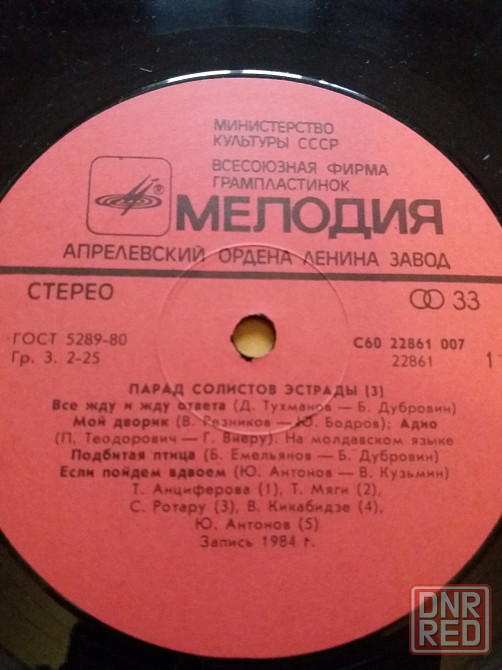 МИНИСТЕРСТВО
КУЛЬТУРЫ СССР
ВСЕСОЮЗНАЯ ФИРМА
ГРАМПЛАСТИНОК
МЕЛОДИЯ
АПРЕЛЕВСКИЙ ОРДЕНА ЛЕНИНА ЗАВОД
СТЕРЕО
33
ГОСТ 5289-80
Гр. 3. 2-25
С60 22861 007
22861
ПАРАД СОЛИСТОВ ЭСТРАДЫ (3)
Все жду и жду ответа (Д. Тухманов — Б. Дубровин)
Мой дворик (В. Резников — Ю. Бодров); Адио
(П. Теодорович — Г. Виеру). На молдавском языке
Подбитая птица (Б. Емельянов — Б. Дубровин)
Если пойдем вдвоем (Ю. Антонов — В. Кузьмин)
Т. Анциферова (1), Т. Мяги (2),
С. Ротару (3), В. Кикабидзе (4),
Ю. Антонов (5)
Запись 1984 г.
DNR
RED